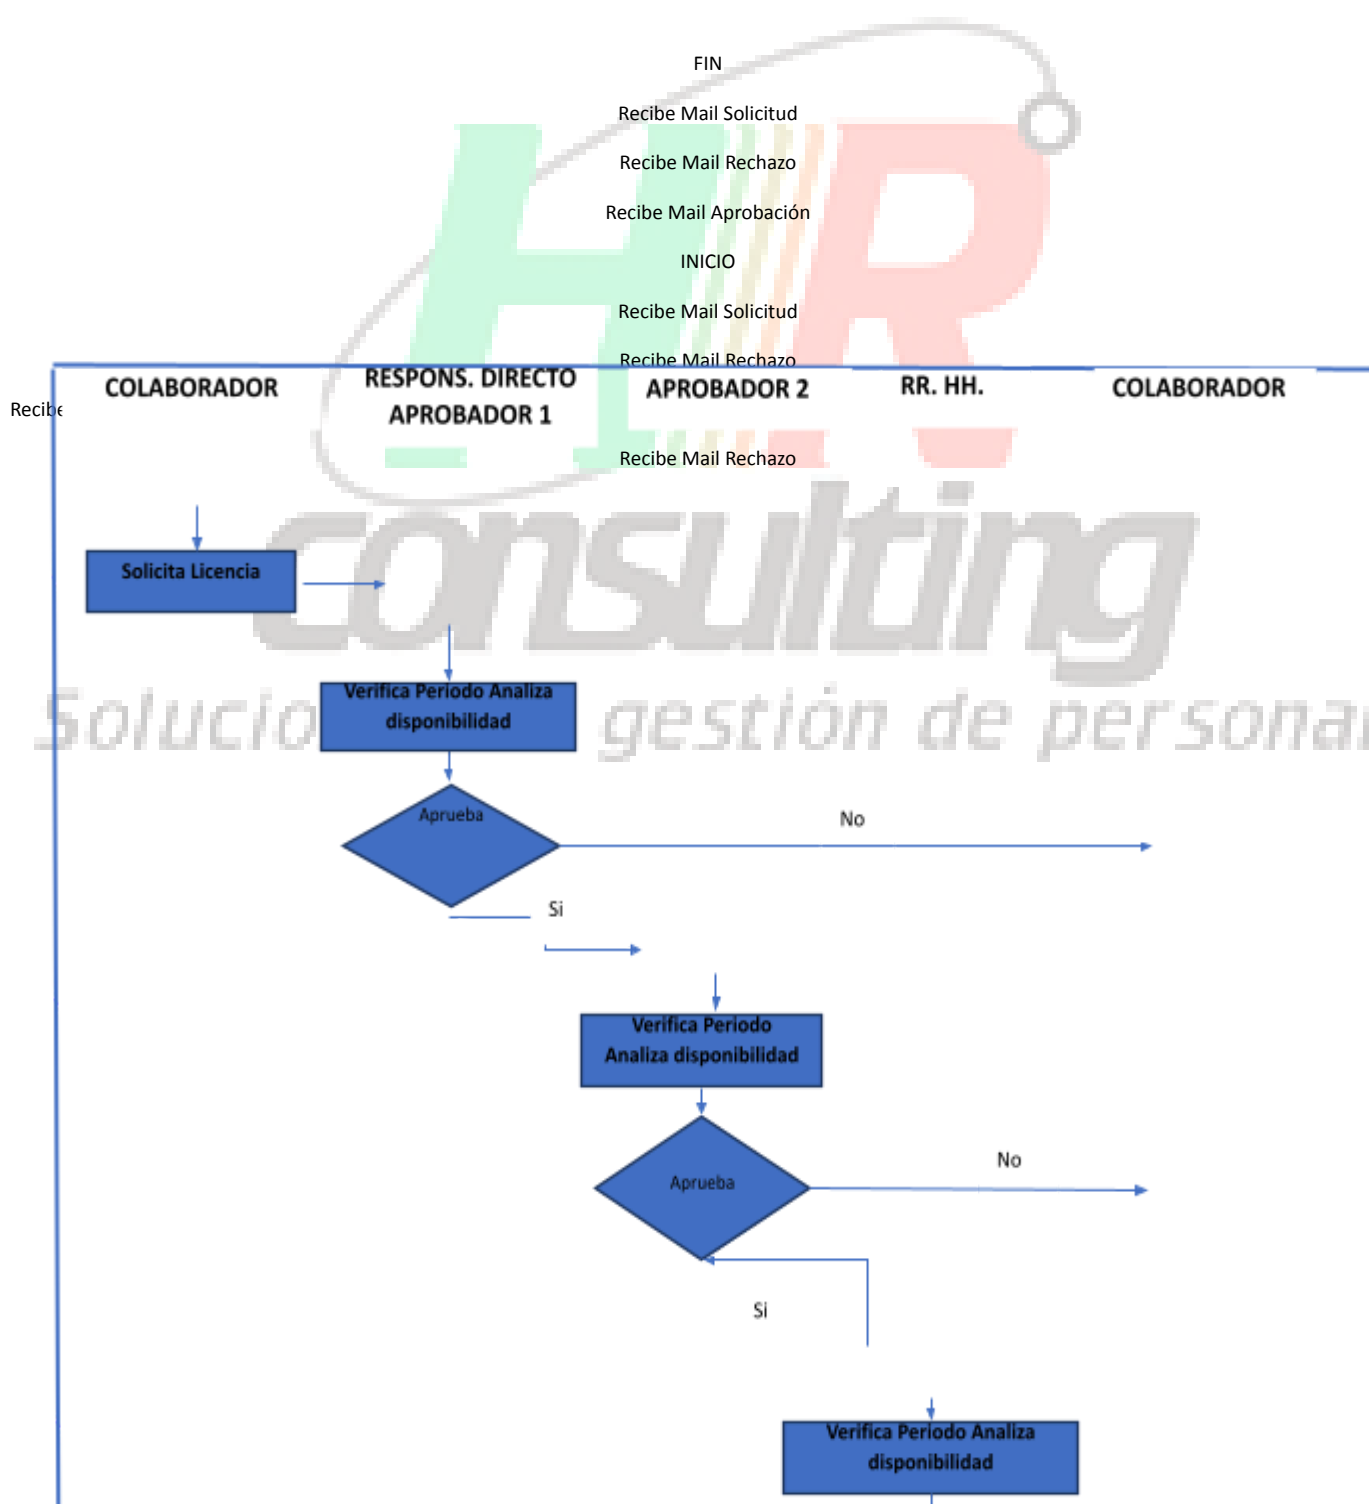 FIN
Recibe Mail Solicitud
Recibe Mail Rechazo
Recibe Mail Aprobación
INICIO
Recibe Mail Solicitud
Recibe Mail Rechazo
COLABORADOR
RESPONS. DIRECTO
APROBADOR 1
APROBADOR 2
RR. HH.
COLABORADOR
Recibe
Recibe Mail Rechazo
HR
consulting
gestión de personal
Solicita Licencia
Verifica Periodo Analiza
disponibilidad
Aprueba
No
Si
Verifica Periodo
Analiza disponibilidad
Aprueba
No
Si
Verifica Periodo Analiza
disponibilidad